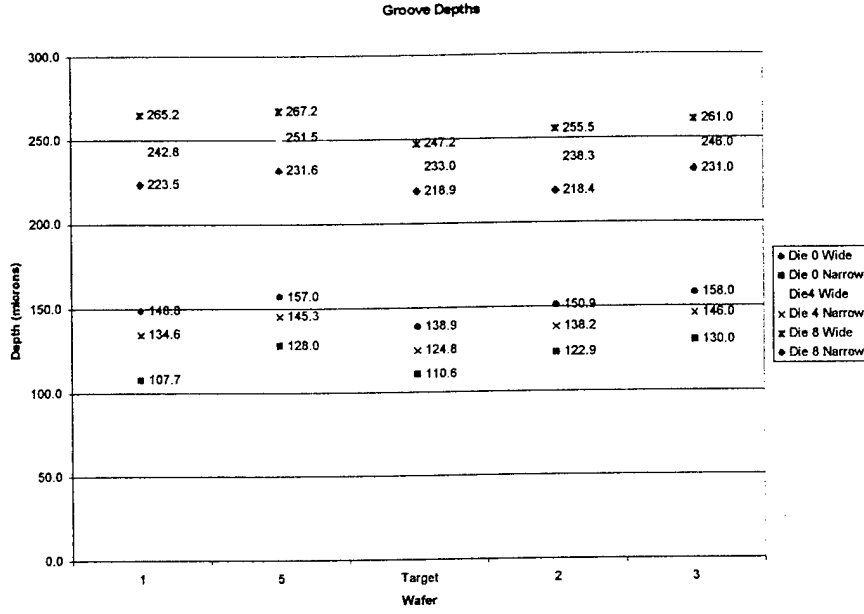 Groove Depths
300.0
250.0
200.0
150.0
100.0
50.0
0.0
Depth (microns)
265.2 267.2 247.2 255.5 261.0
242.8 251.5 233.0 238.3 246.0
223.5 231.6 218.9 218.4 231.0
148.8 157.0 138.9 150.9 158.0
134.6 145.3 124.8 138.2 146.0
107.7 128.0 110.6 122.9 130.0
1 5 Target 2 3
Wafer
Die 0 Wide
Die 0 Narrow
Die4 Wide
Die 4 Narrow
Die 8 Wide
Die 8 Narrow